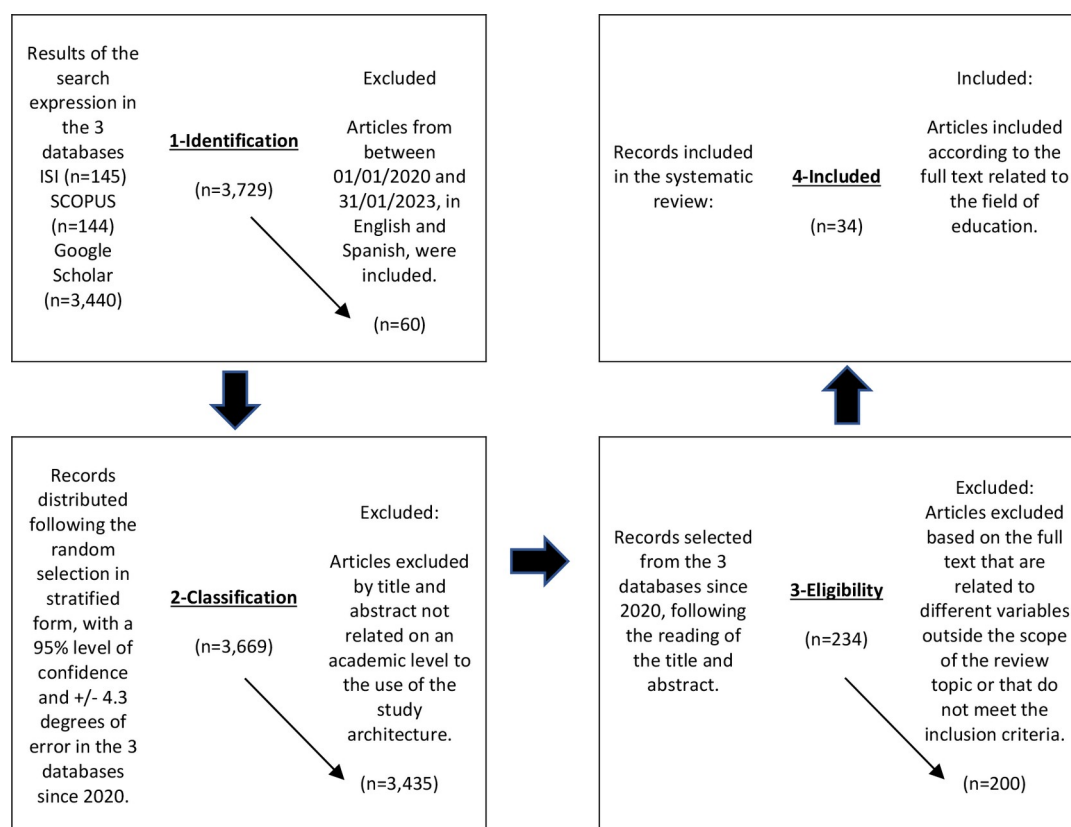 Results of the
search
expression in
the 3
databases
ISI (n=145)
SCOPUS
(n=144)
Google
Scholar
(n=3,440)
1-Identification
(n=3,729)
Excluded
Articles from
between
01/01/2020 and
31/01/2023, in
English and
Spanish, were
included.
(n=60)
Records
distributed
following the
random
selection in
stratified
form, with a
95% level of
confidence
and +/- 4.3
degrees of
error in the 3
databases
since 2020.
2-Classification
(n=3,669)
Excluded:
Articles excluded
by title and
abstract not
related on an
academic level to
the use of the
study
architecture.
(n=3,435)
Records selected
from the 3
databases since
2020, following
the reading of
the title and
abstract.
3-Eligibility
(n=234)
Excluded:
Articles excluded
based on the full
text that are
related to
different variables
outside the scope
of the review
topic or that do
not meet the
inclusion criteria.
(n=200)
Records included
in the systematic
review:
4-Included
(n=34)
Included:
Articles included
according to the
full text related to
the field of
education.